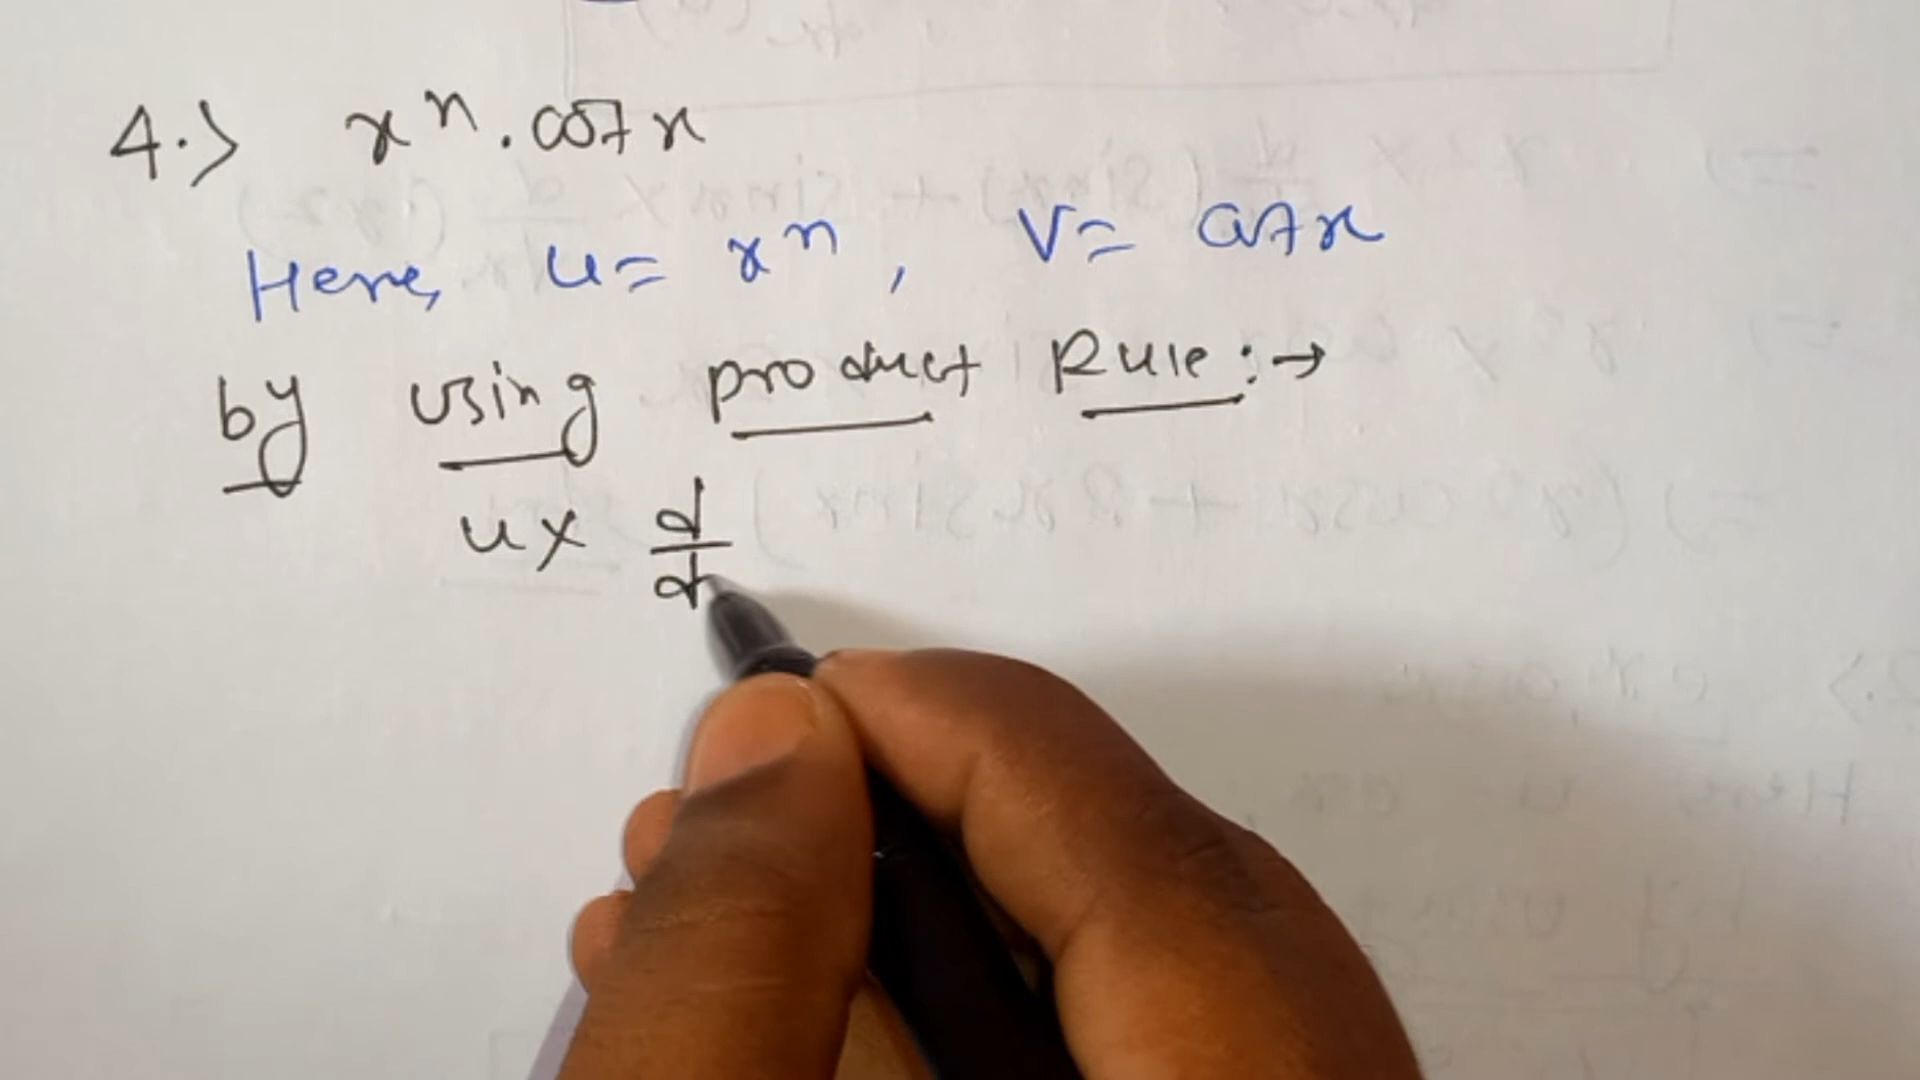 4.> xⁿ . cot x
Here, u = xⁿ , v = cot x
by using product Rule :→
u x d/d